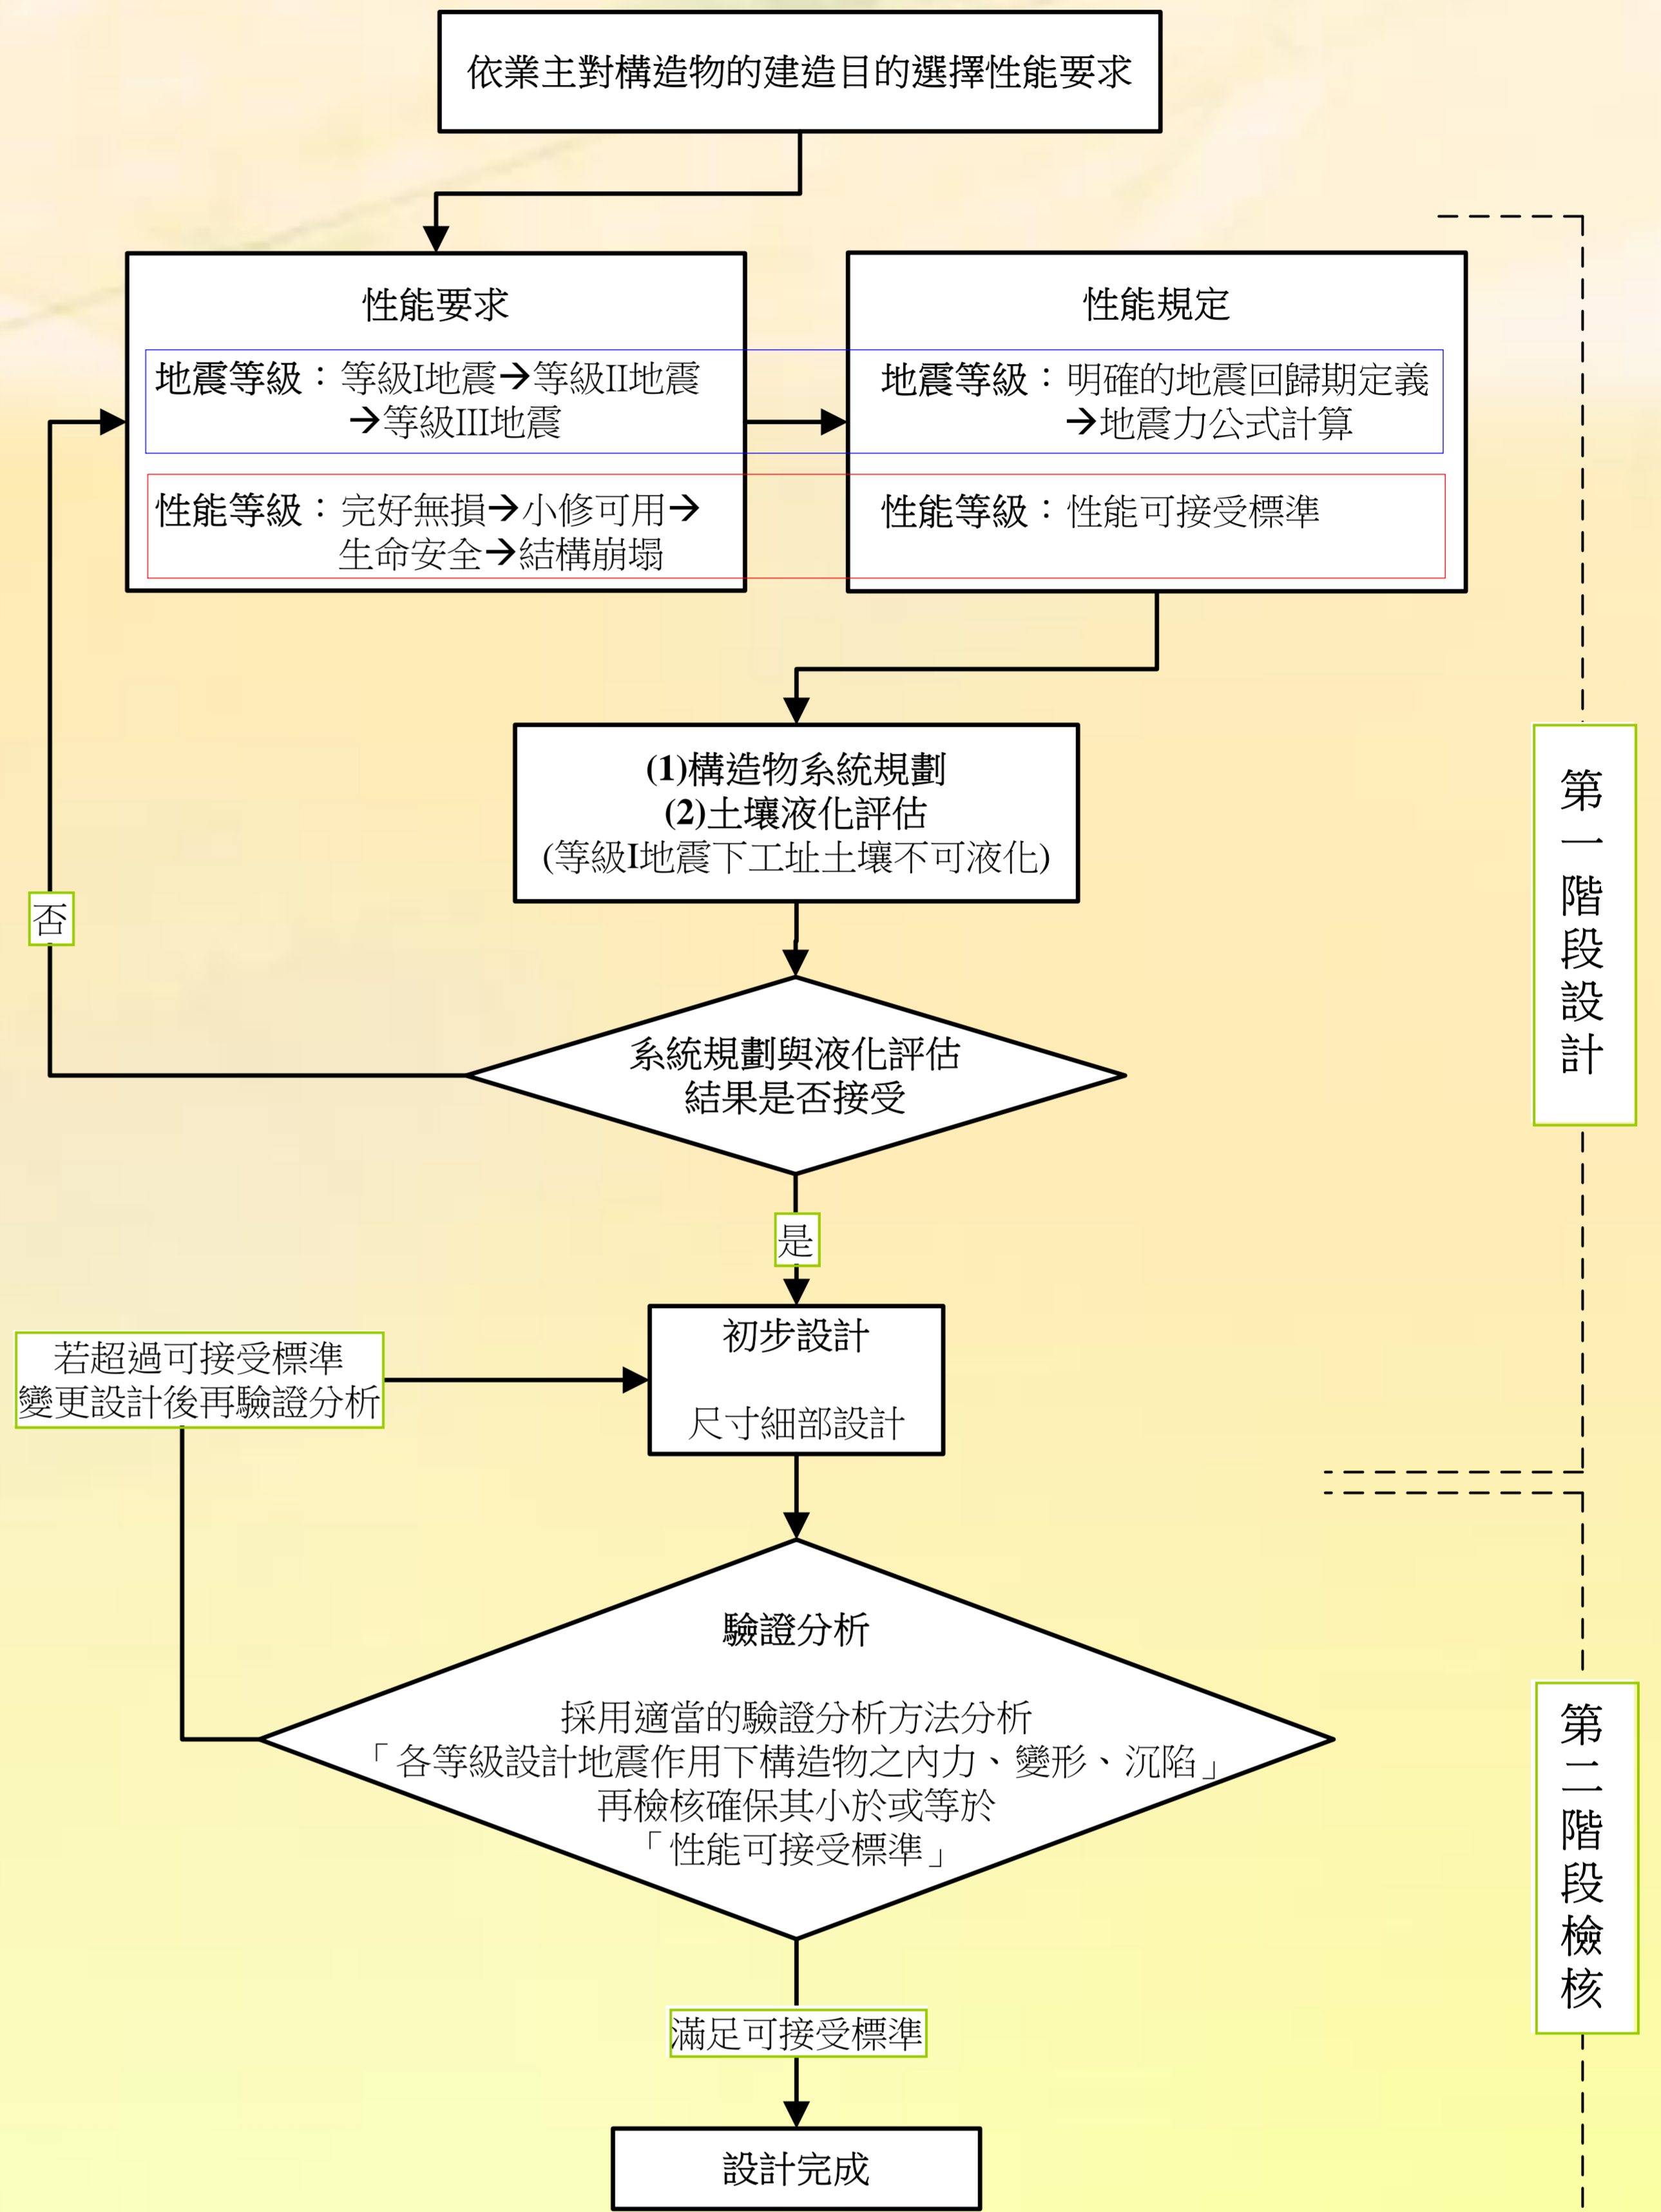 依業主對構造物的建造目的選擇性能要求
性能要求
地震等級：等級I地震→等級II地震
→等級III地震
性能等級：完好無損→小修可用→
生命安全→結構崩塌
性能規定
地震等級：明確的地震回歸期定義
→地震力公式計算
性能等級：性能可接受標準
(1)構造物系統規劃
(2)土壤液化評估
(等級I地震下工址土壤不可液化)
否
系統規劃與液化評估
結果是否接受
是
第一階段設計
若超過可接受標準
變更設計後再驗證分析
初步設計
尺寸細部設計
驗證分析
採用適當的驗證分析方法分析
「各等級設計地震作用下構造物之內力、變形、沉陷」
再檢核確保其小於或等於
「性能可接受標準」
第二階段檢核
滿足可接受標準
設計完成